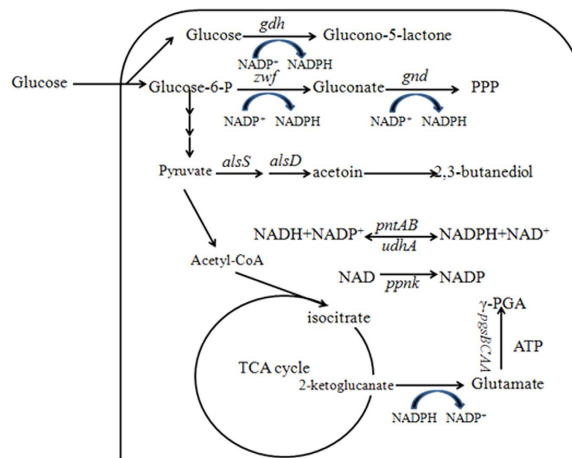 gdh
Glucose Glucono-5-lactone
NADP⁺ NADPH
Glucose
zwf gnd
Glucose-6-P Gluconate PPP
NADP⁺ NADPH NADP⁺ NADPH
alsS alsD
Pyruvate acetoin 2,3-butanediol
pntAB
NADH+NADP⁺ NADPH+NAD⁺
udhA
Acetyl-CoA
NAD NADP
ppnk
γ-PGA
isocitrate
pgsBCAA
ATP
TCA cycle
2-ketoglucanate Glutamate
NADPH NADP⁺